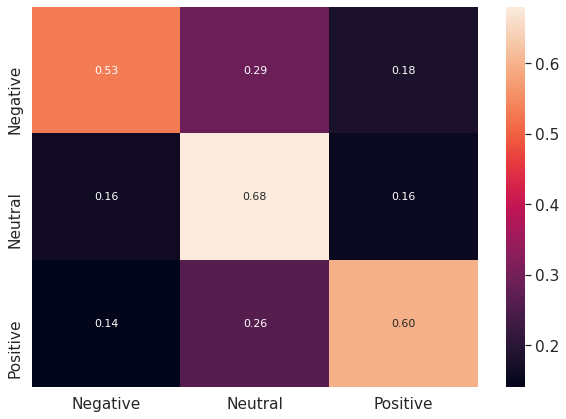 Negative 0.53 0.29 0.18
Neutral 0.16 0.68 0.16
Positive 0.14 0.26 0.60
Negative Neutral Positive
0.6
0.5
0.4
0.3
0.2